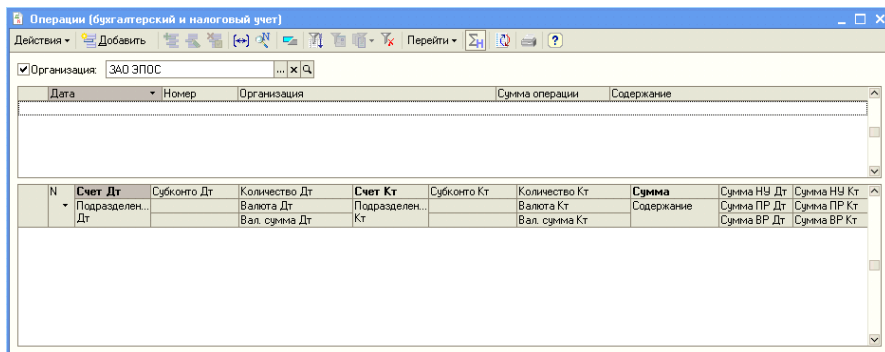 Операции (бухгалтерский и налоговый учет)
Действия Добавить Перейти
Организация: ЗАО ЭПОС
Дата Номер Организация Сумма операции Содержание
N Счет Дт Субконто Дт Количество Дт Счет Кт Субконто Кт Количество Кт Сумма Сумма НУ Дт Сумма НУ Кт
Подразделен... Дт Валюта Дт Подразделен... Кт Валюта Кт Содержание Сумма ПР Дт Сумма ПР Кт
Вал. сумма Дт Вал. сумма Кт Сумма ВР Дт Сумма ВР Кт